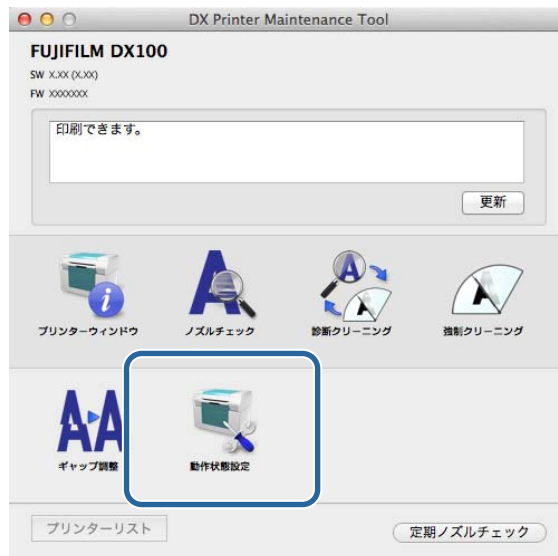 DX Printer Maintenance Tool
FUJIFILM DX100
SW X.XX (X.XX)
FW XXXXXXX
印刷できます。
更新
プリンターウィンドウ
ノズルチェック
診断クリーニング
強制クリーニング
ギャップ調整
動作状態設定
プリンターリスト
定期ノズルチェック